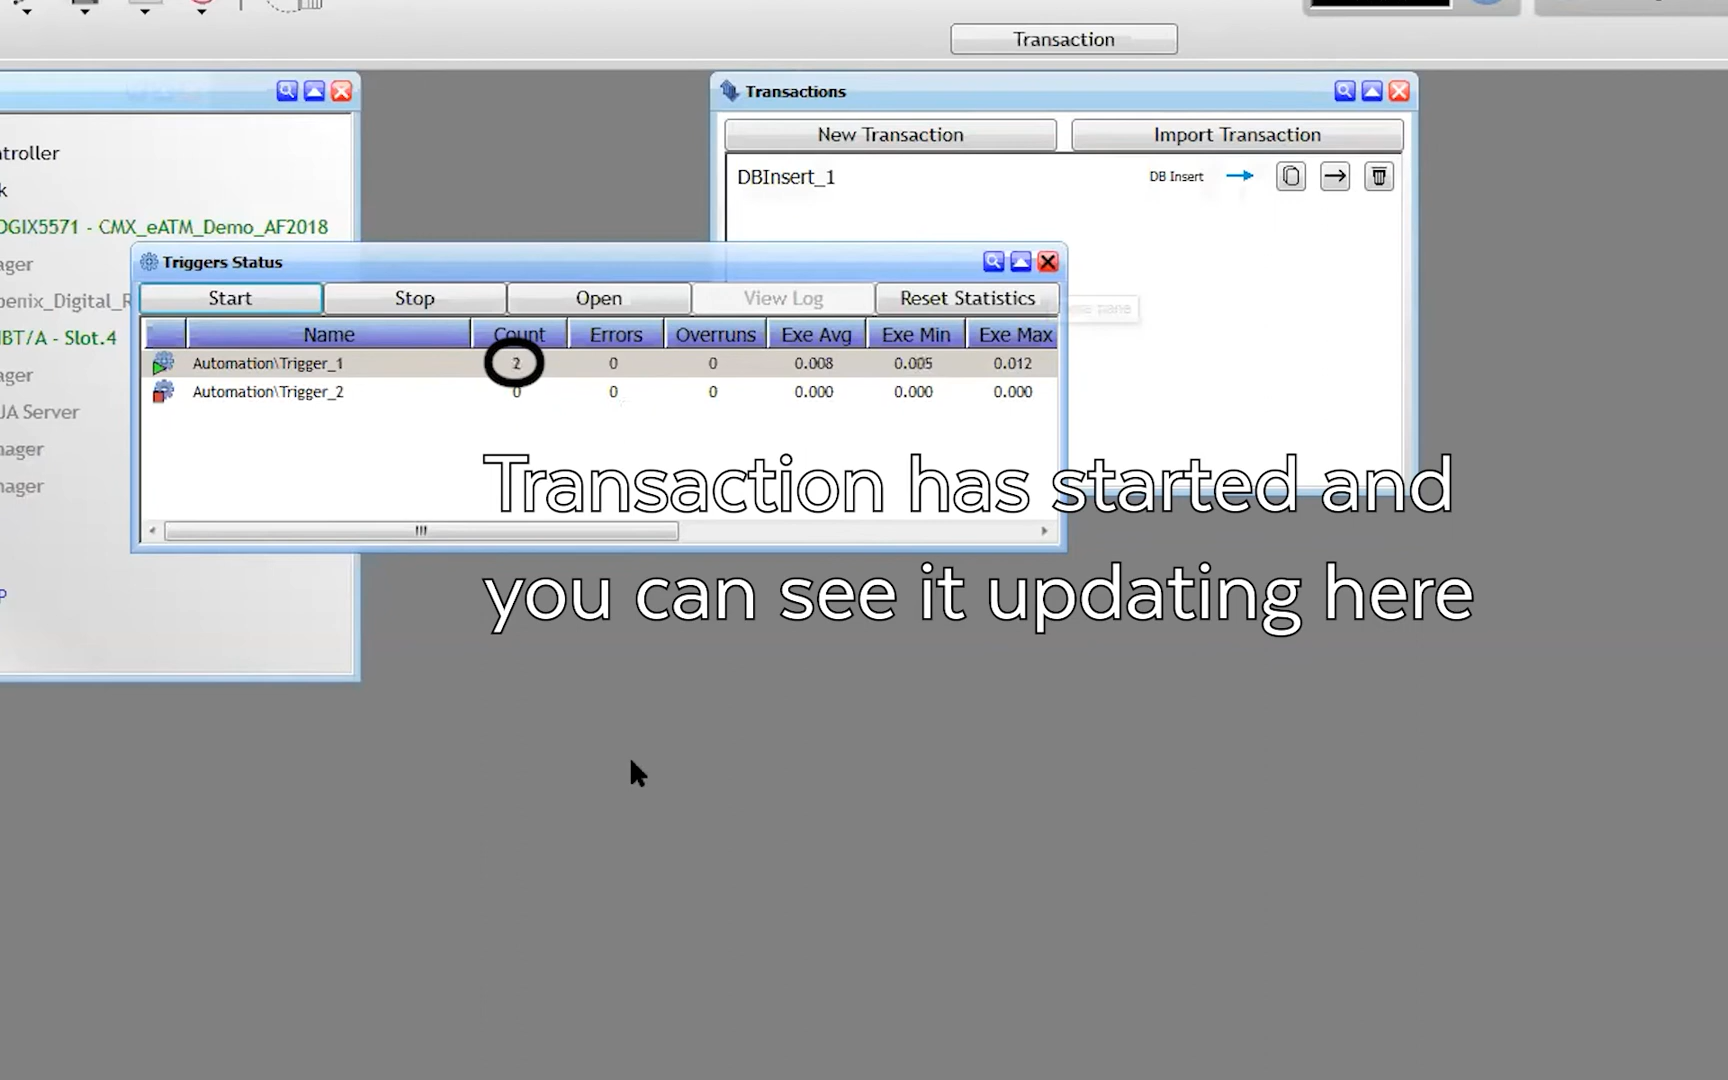 Transaction
Transactions
New Transaction Import Transaction
DBInsert_1 DB Insert
troller
k
OGIX5571 - CMX_eATM_Demo_AF2018
ager
penix_Digital_R
NBT/A - Slot.4
ager
JA Server
nager
nager
P
Triggers Status
Start Stop Open View Log Reset Statistics
Name Count Errors Overruns Exe Avg Exe Min Exe Max
Automation\Trigger_1 2 0 0 0.008 0.005 0.012
Automation\Trigger_2 0 0 0 0.000 0.000 0.000
Transaction has started and
you can see it updating here